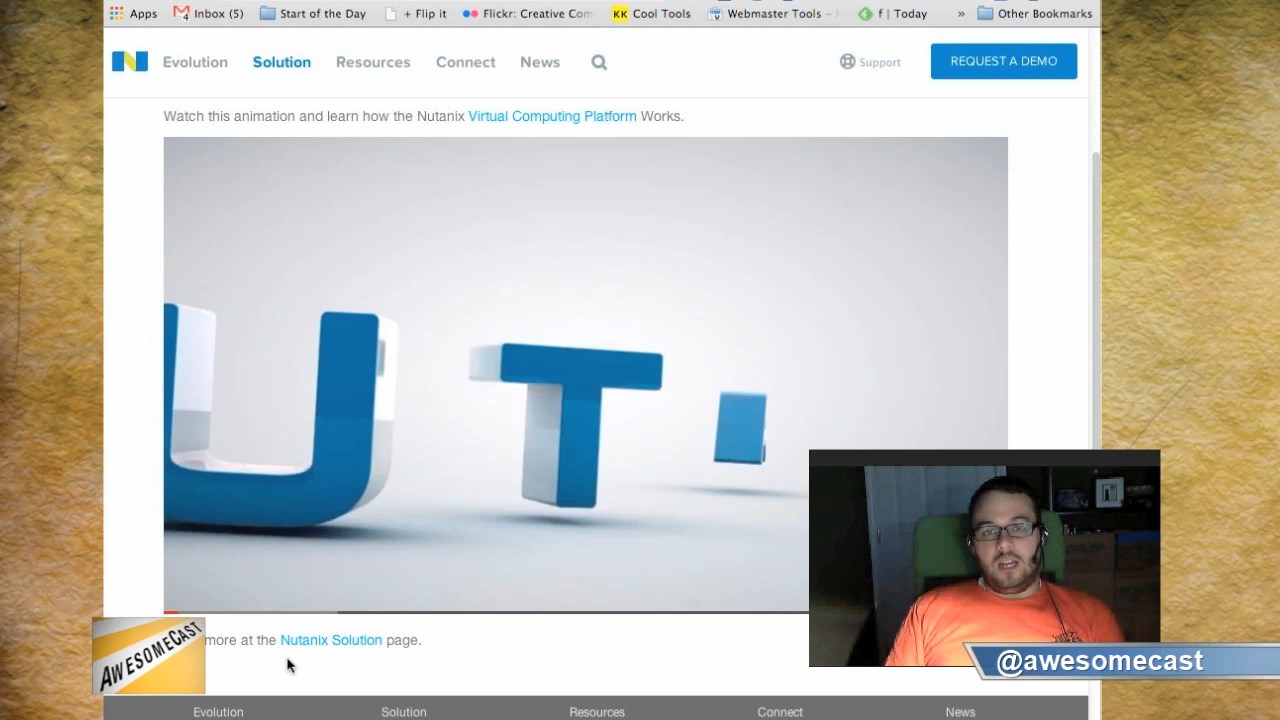 Apps Inbox (5) Start of the Day + Flip it Flickr: Creative Com KK Cool Tools Webmaster Tools – f | Today » Other Bookmarks
N Evolution Solution Resources Connect News Support REQUEST A DEMO
Watch this animation and learn how the Nutanix Virtual Computing Platform Works.
U T
more at the Nutanix Solution page.
AWESOMECAST
@awesomecast
Evolution Solution Resources Connect News